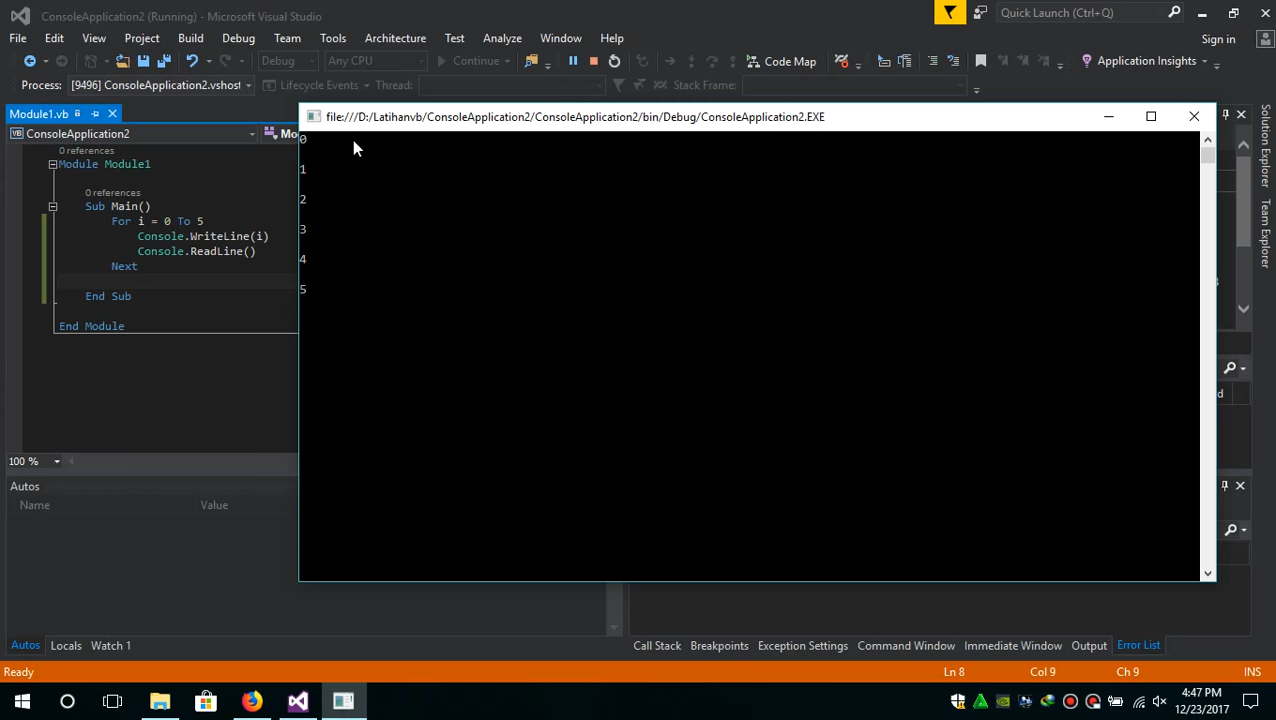 ConsoleApplication2 (Running) - Microsoft Visual Studio
Quick Launch (Ctrl+Q)
File Edit View Project Build Debug Team Tools Architecture Test Analyze Window Help
Sign in
Debug Any CPU Continue Code Map Application Insights
Process: [9496] ConsoleApplication2.vshost Lifecycle Events Thread: Stack Frame:
Module1.vb
file:///D:/Latihanvb/ConsoleApplication2/ConsoleApplication2/bin/Debug/ConsoleApplication2.EXE
ConsoleApplication2
0 references
Module Module1
0 references
Sub Main()
For i = 0 To 5
Console.WriteLine(i)
Console.ReadLine()
Next
End Sub
End Module
0
1
2
3
4
5
Solution Explorer
Team Explorer
100 %
Autos
Name Value
Autos Locals Watch 1
Call Stack Breakpoints Exception Settings Command Window Immediate Window Output Error List
Ready Ln 8 Col 9 Ch 9 INS
4:47 PM
12/23/2017